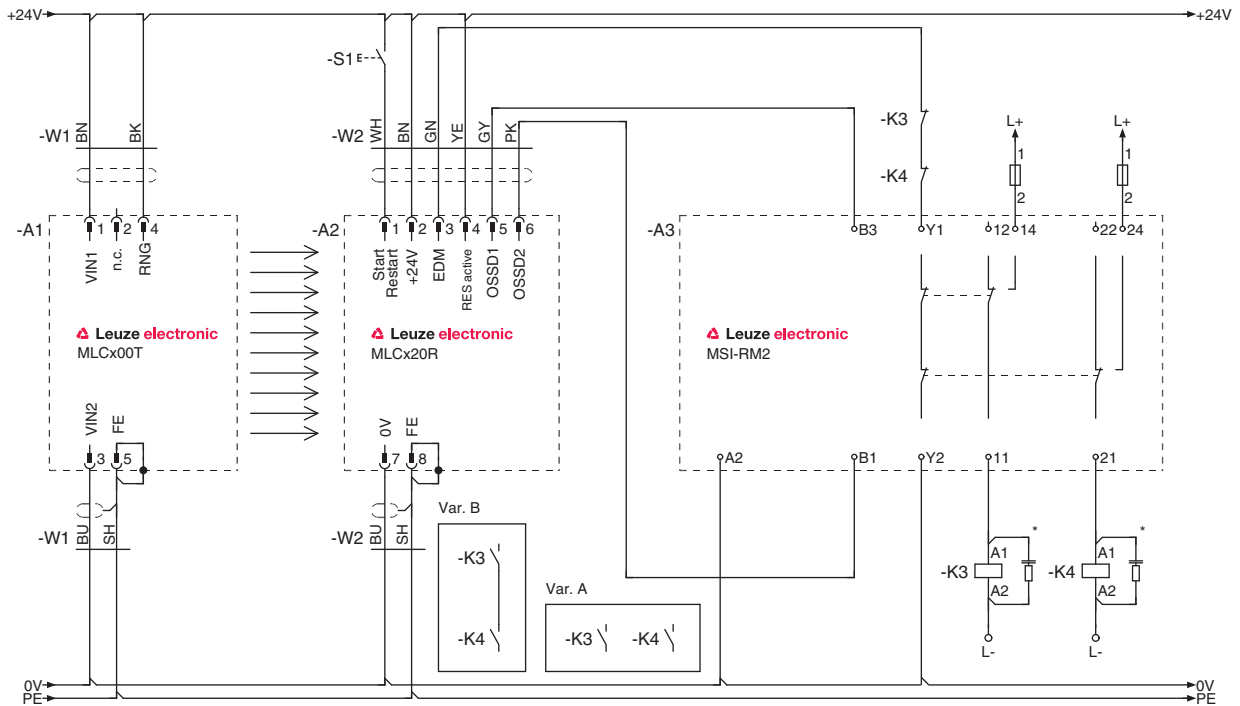 +24V +24V
-S1
-W1 BN BK
-W2 WH BN GN YE GY PK
-K3
-K4
L+ L+
1 1
2 2
-A1 1 2 4
-A2 1 2 3 4 5 6
-A3 B3 Y1 12 14 22 24
VIN1 n.c. RNG
Start Restart +24V EDM RES active OSSD1 OSSD2
Leuze electronic
MLCx00T
Leuze electronic
MLCx20R
Leuze electronic
MSI-RM2
VIN2 FE
0V FE
3 5
7 8
A2 B1 Y2 11 21
-W1 BU SH
-W2 BU SH
Var. B
-K3
-K4
Var. A
-K3 -K4
* *
-K3 A1 A2
-K4 A1 A2
L- L-
0V 0V
PE PE